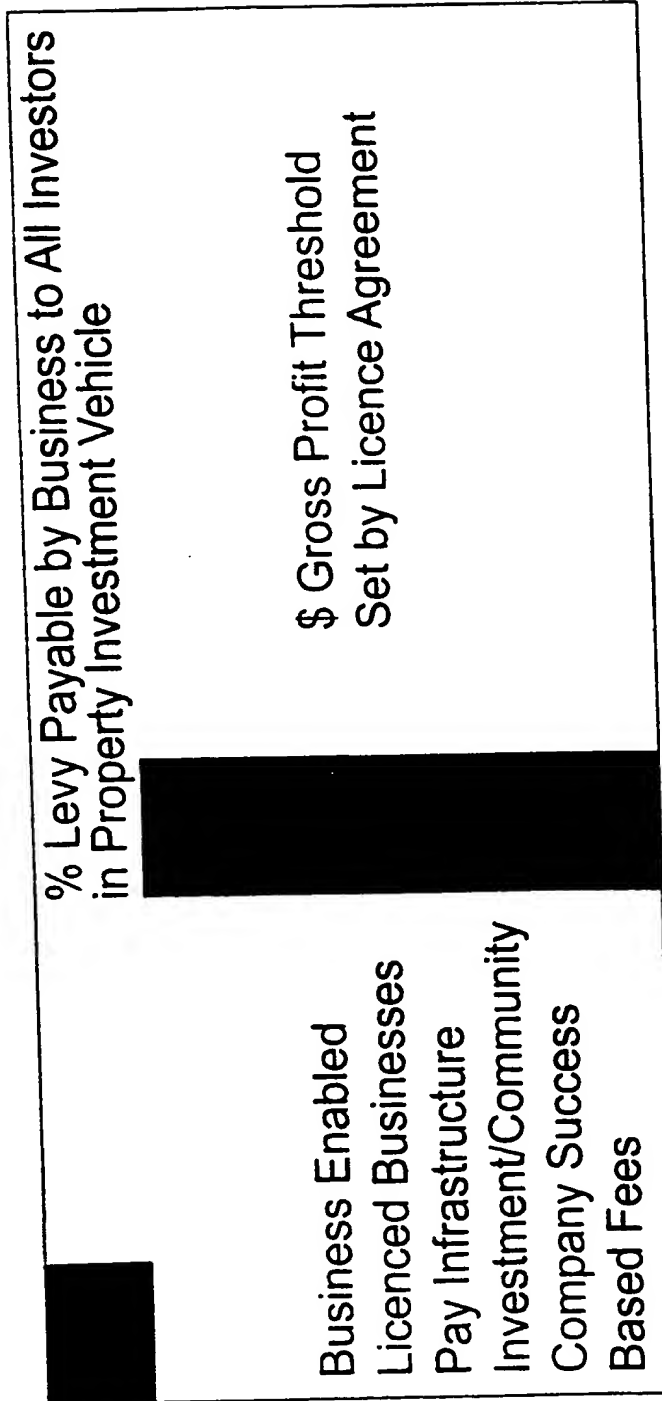 % Levy Payable by Business to All Investors
in Property Investment Vehicle
$ Gross Profit Threshold
Set by Licence Agreement
Business Enabled
Licenced Businesses
Pay Infrastructure
Investment/Community
Company Success
Based Fees